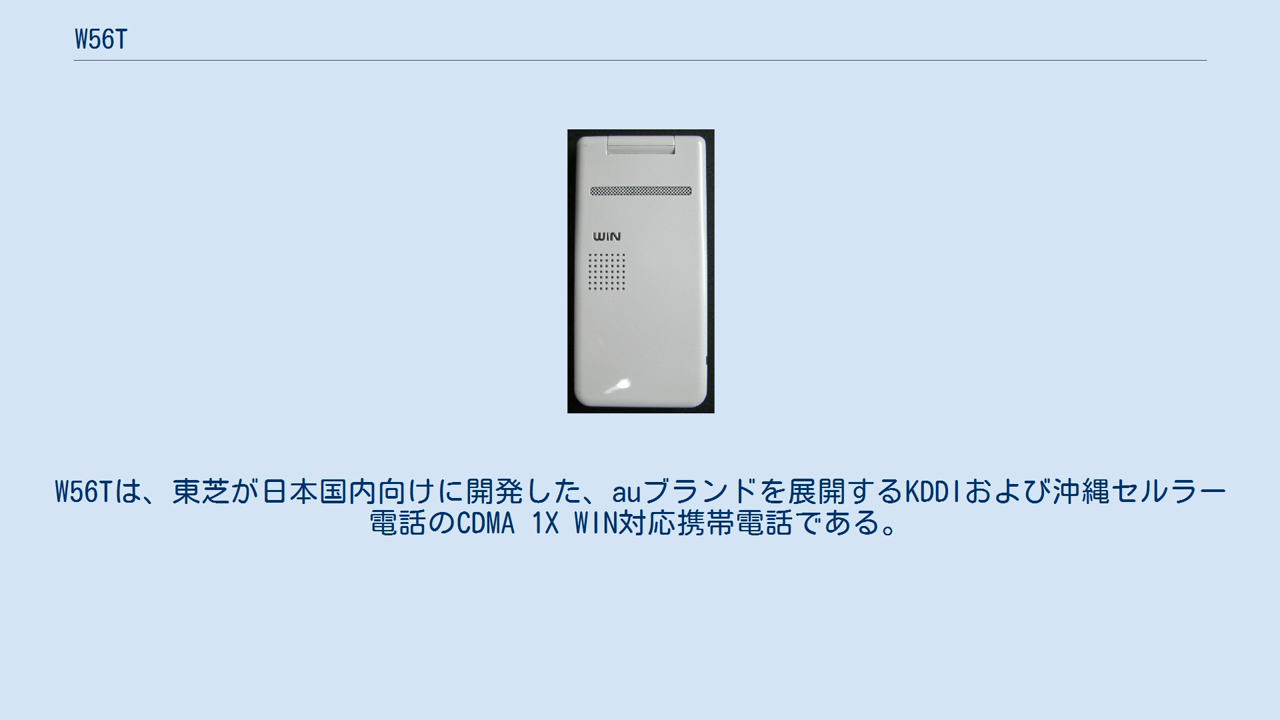 W56T
WIN
W56Tは、東芝が日本国内向けに開発した、auブランドを展開するKDDIおよび沖縄セルラー
電話のCDMA 1X WIN対応携帯電話である。